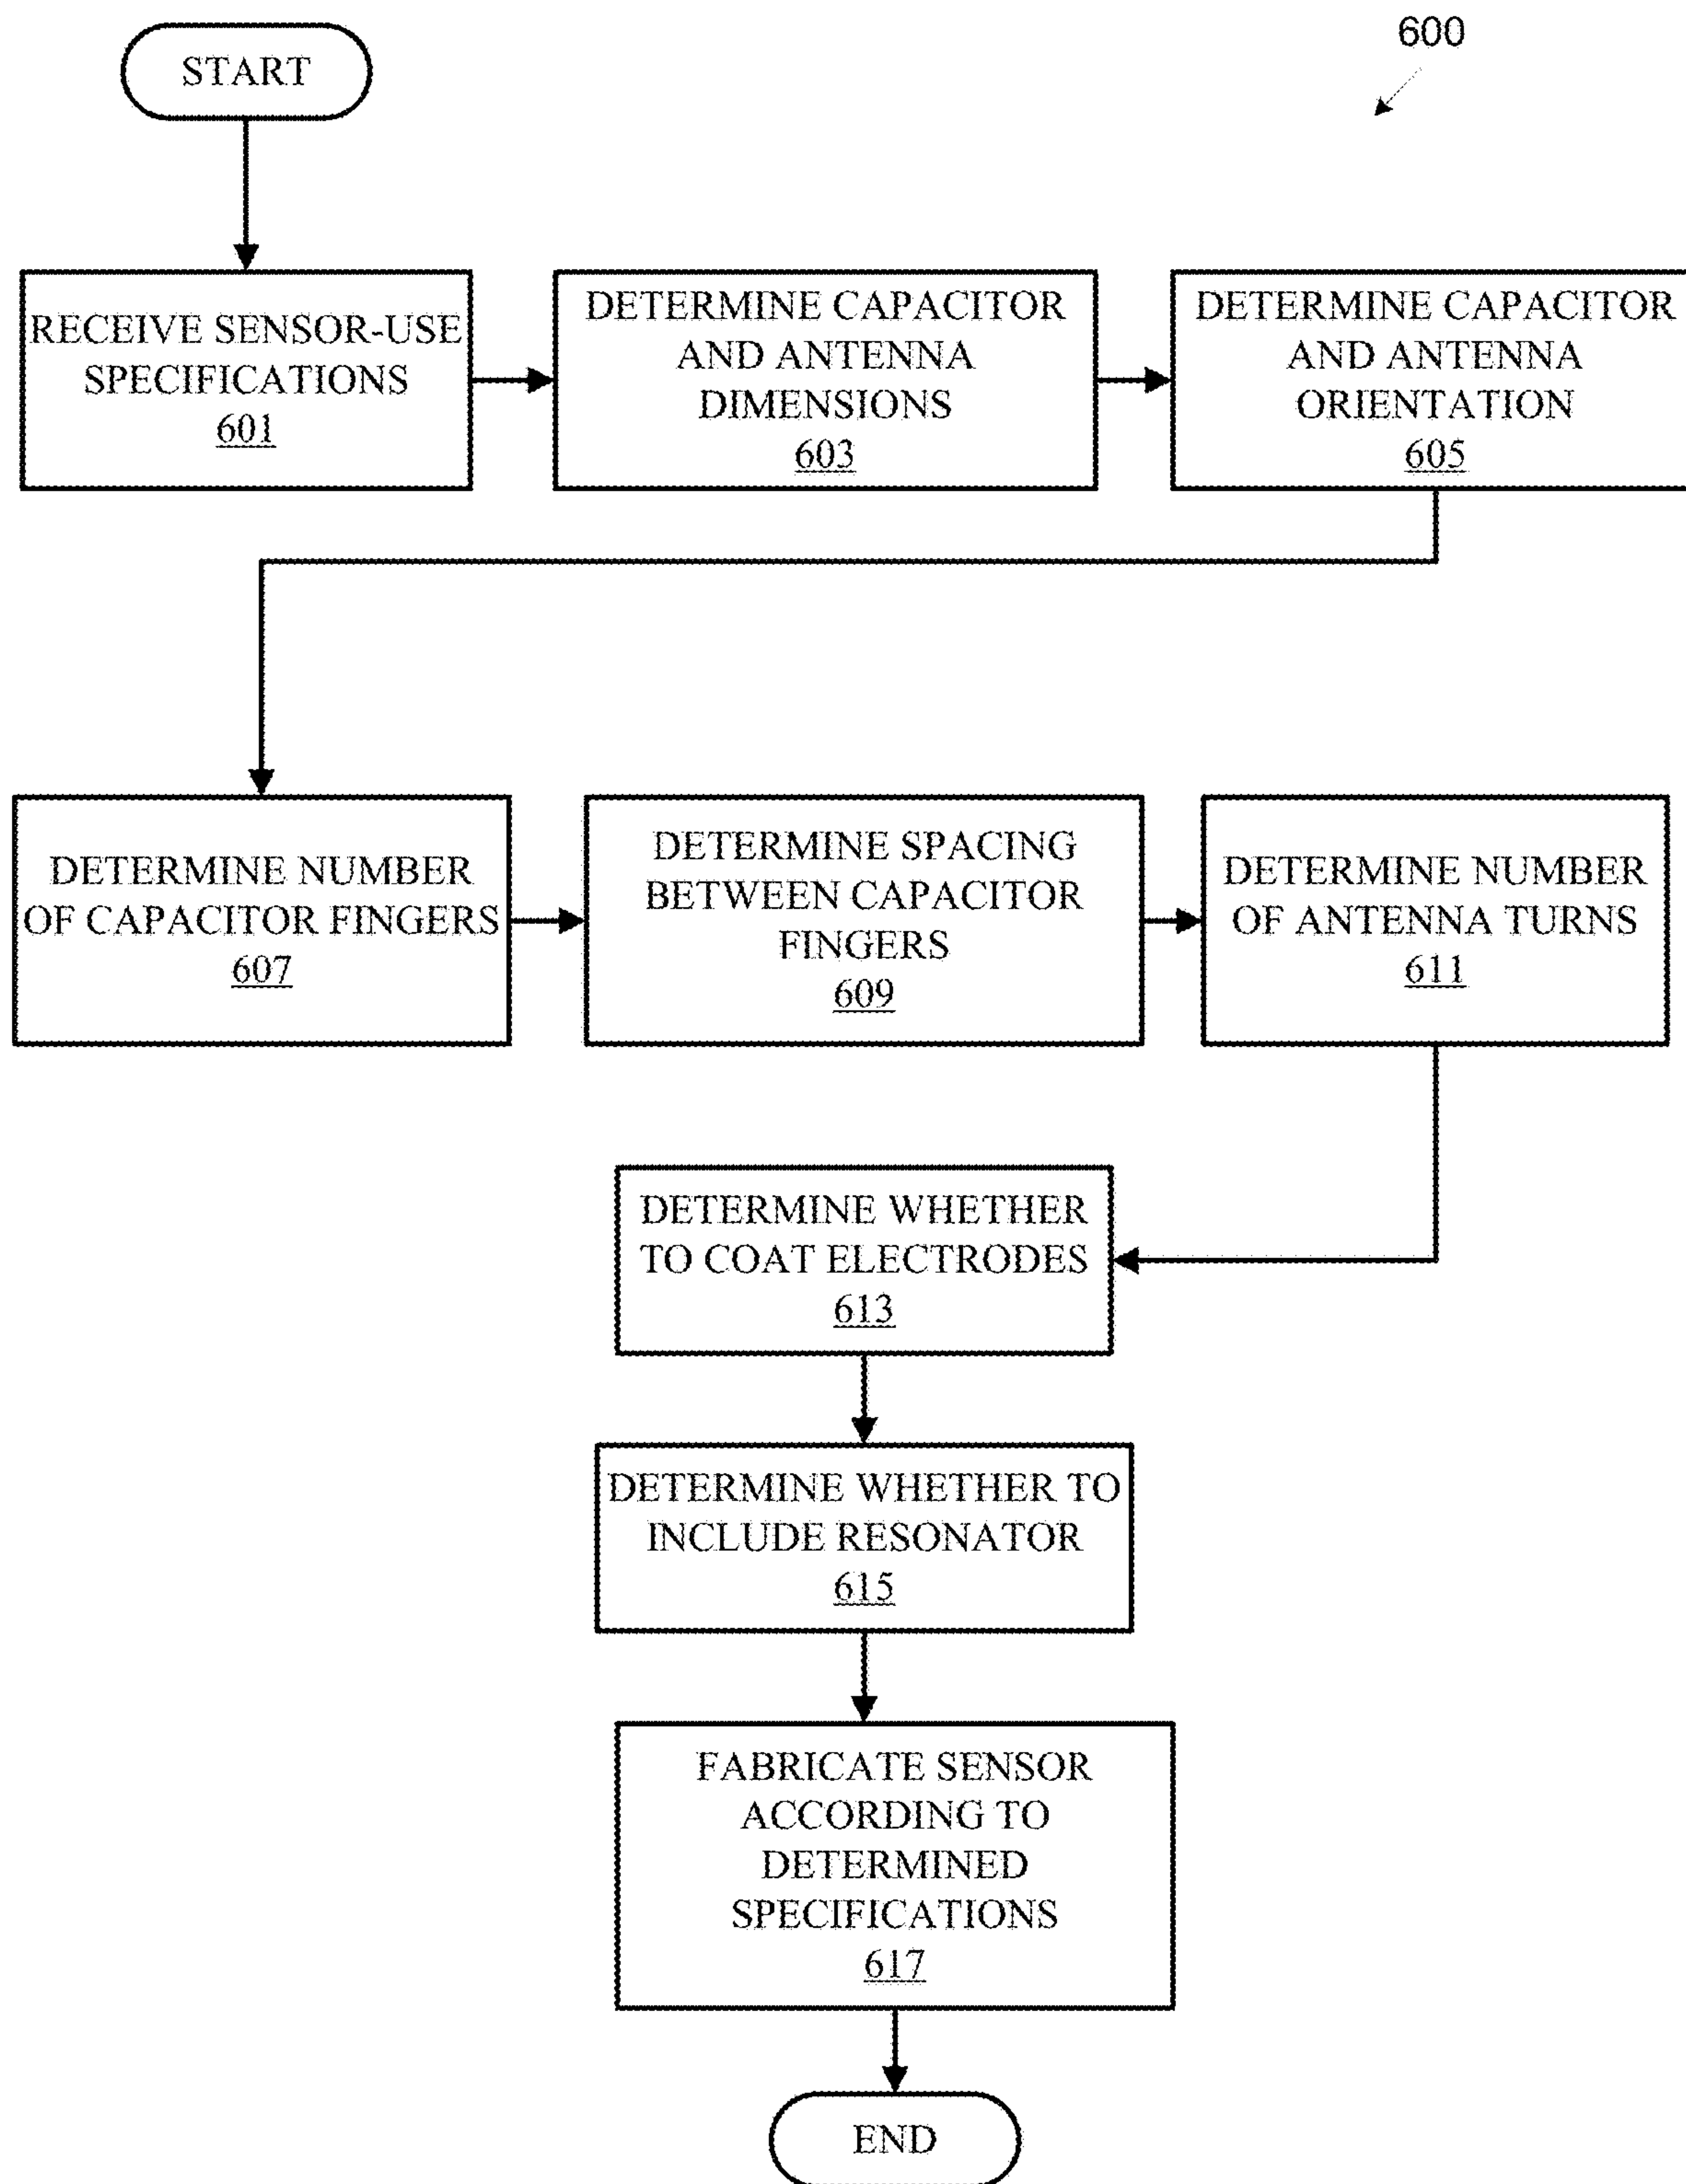 600
START
RECEIVE SENSOR-USE
SPECIFICATIONS
601
DETERMINE CAPACITOR
AND ANTENNA
DIMENSIONS
603
DETERMINE CAPACITOR
AND ANTENNA
ORIENTATION
605
DETERMINE NUMBER
OF CAPACITOR FINGERS
607
DETERMINE SPACING
BETWEEN CAPACITOR
FINGERS
609
DETERMINE NUMBER
OF ANTENNA TURNS
611
DETERMINE WHETHER
TO COAT ELECTRODES
613
DETERMINE WHETHER TO
INCLUDE RESONATOR
615
FABRICATE SENSOR
ACCORDING TO
DETERMINED
SPECIFICATIONS
617
END